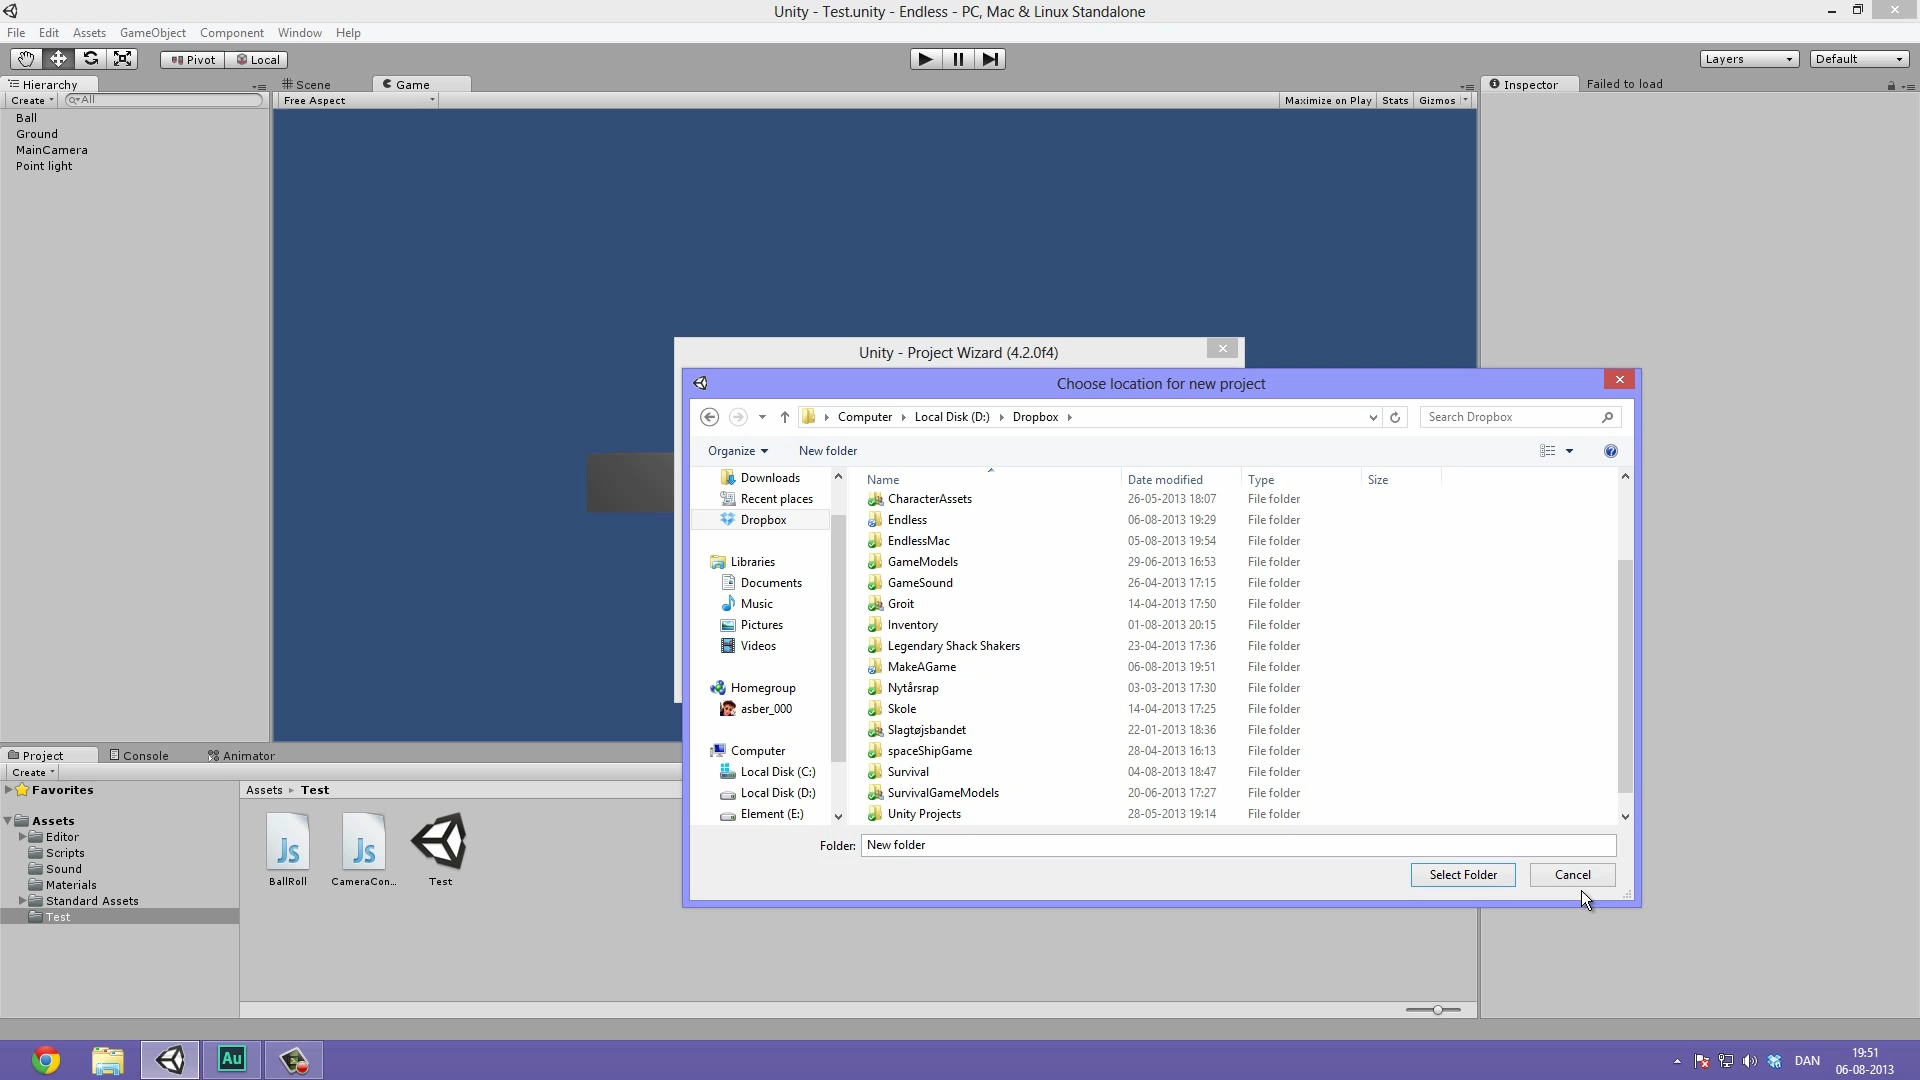 Unity - Test.unity - Endless - PC, Mac & Linux Standalone
File Edit Assets GameObject Component Window Help
Pivot Local Layers Default
Hierarchy Scene Game Inspector Failed to load
Create All Free Aspect Maximize on Play Stats Gizmos
Ball
Ground
MainCamera
Point light
Unity - Project Wizard (4.2.0f4)
Choose location for new project
Computer Local Disk (D:) Dropbox Search Dropbox
Organize New folder
Name Date modified Type Size
Downloads
Recent places
Dropbox
Libraries
Documents
Music
Pictures
Videos
Homegroup
asber_000
Computer
Local Disk (C:)
Local Disk (D:)
Element (E:)
CharacterAssets 26-05-2013 18:07 File folder
Endless 06-08-2013 19:29 File folder
EndlessMac 05-08-2013 19:54 File folder
GameModels 29-06-2013 16:53 File folder
GameSound 26-04-2013 17:15 File folder
Groit 14-04-2013 17:50 File folder
Inventory 01-08-2013 20:15 File folder
Legendary Shack Shakers 23-04-2013 17:36 File folder
MakeAGame 06-08-2013 19:51 File folder
Nytårsrap 03-03-2013 17:30 File folder
Skole 14-04-2013 17:25 File folder
Slagtøjsbandet 22-01-2013 18:36 File folder
spaceShipGame 28-04-2013 16:13 File folder
Survival 04-08-2013 18:47 File folder
SurvivalGameModels 20-06-2013 17:27 File folder
Unity Projects 28-05-2013 19:14 File folder
Folder: New folder
Select Folder Cancel
Project Console Animator
Create
Favorites
Assets
Editor
Scripts
Sound
Materials
Standard Assets
Test
Assets Test
Js Js
BallRoll CameraCon... Test
Au
DAN
19:51
06-08-2013